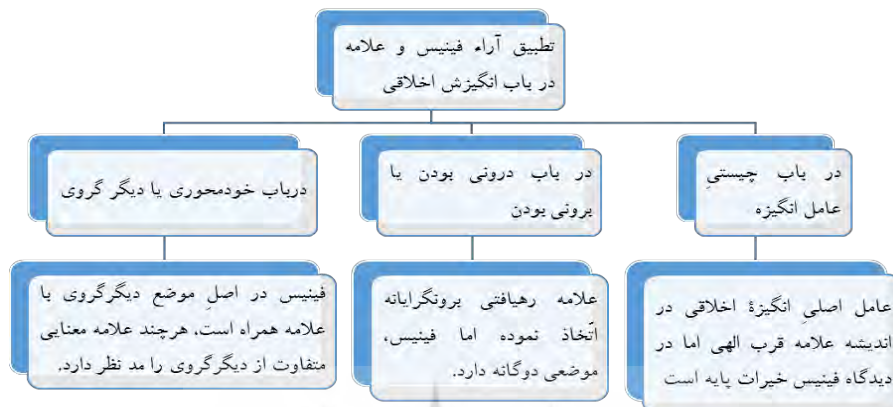 تطبیق آراء فینیس و علامه
در باب انگیزش اخلاقی
در باب چیستیِ
عامل انگیزه
در باب درونی بودن یا
برونی بودن
درباب خودمحوری یا دیگر گروی
عامل اصلیِ انگیزۀ اخلاقی در
اندیشه علامه قرب الهی اما در
دیدگاه فینیس خیرات پایه است
علامه رهیافتی برونگرایانه
اتّخاذ نموده اما فینیس،
موضعی دوگانه دارد.
فینیس در اصلِ موضع دیگرگروی با
علامه همراه است، هرچند علامه معنایی
متفاوت از دیگرگروی را مد نظر دارد.